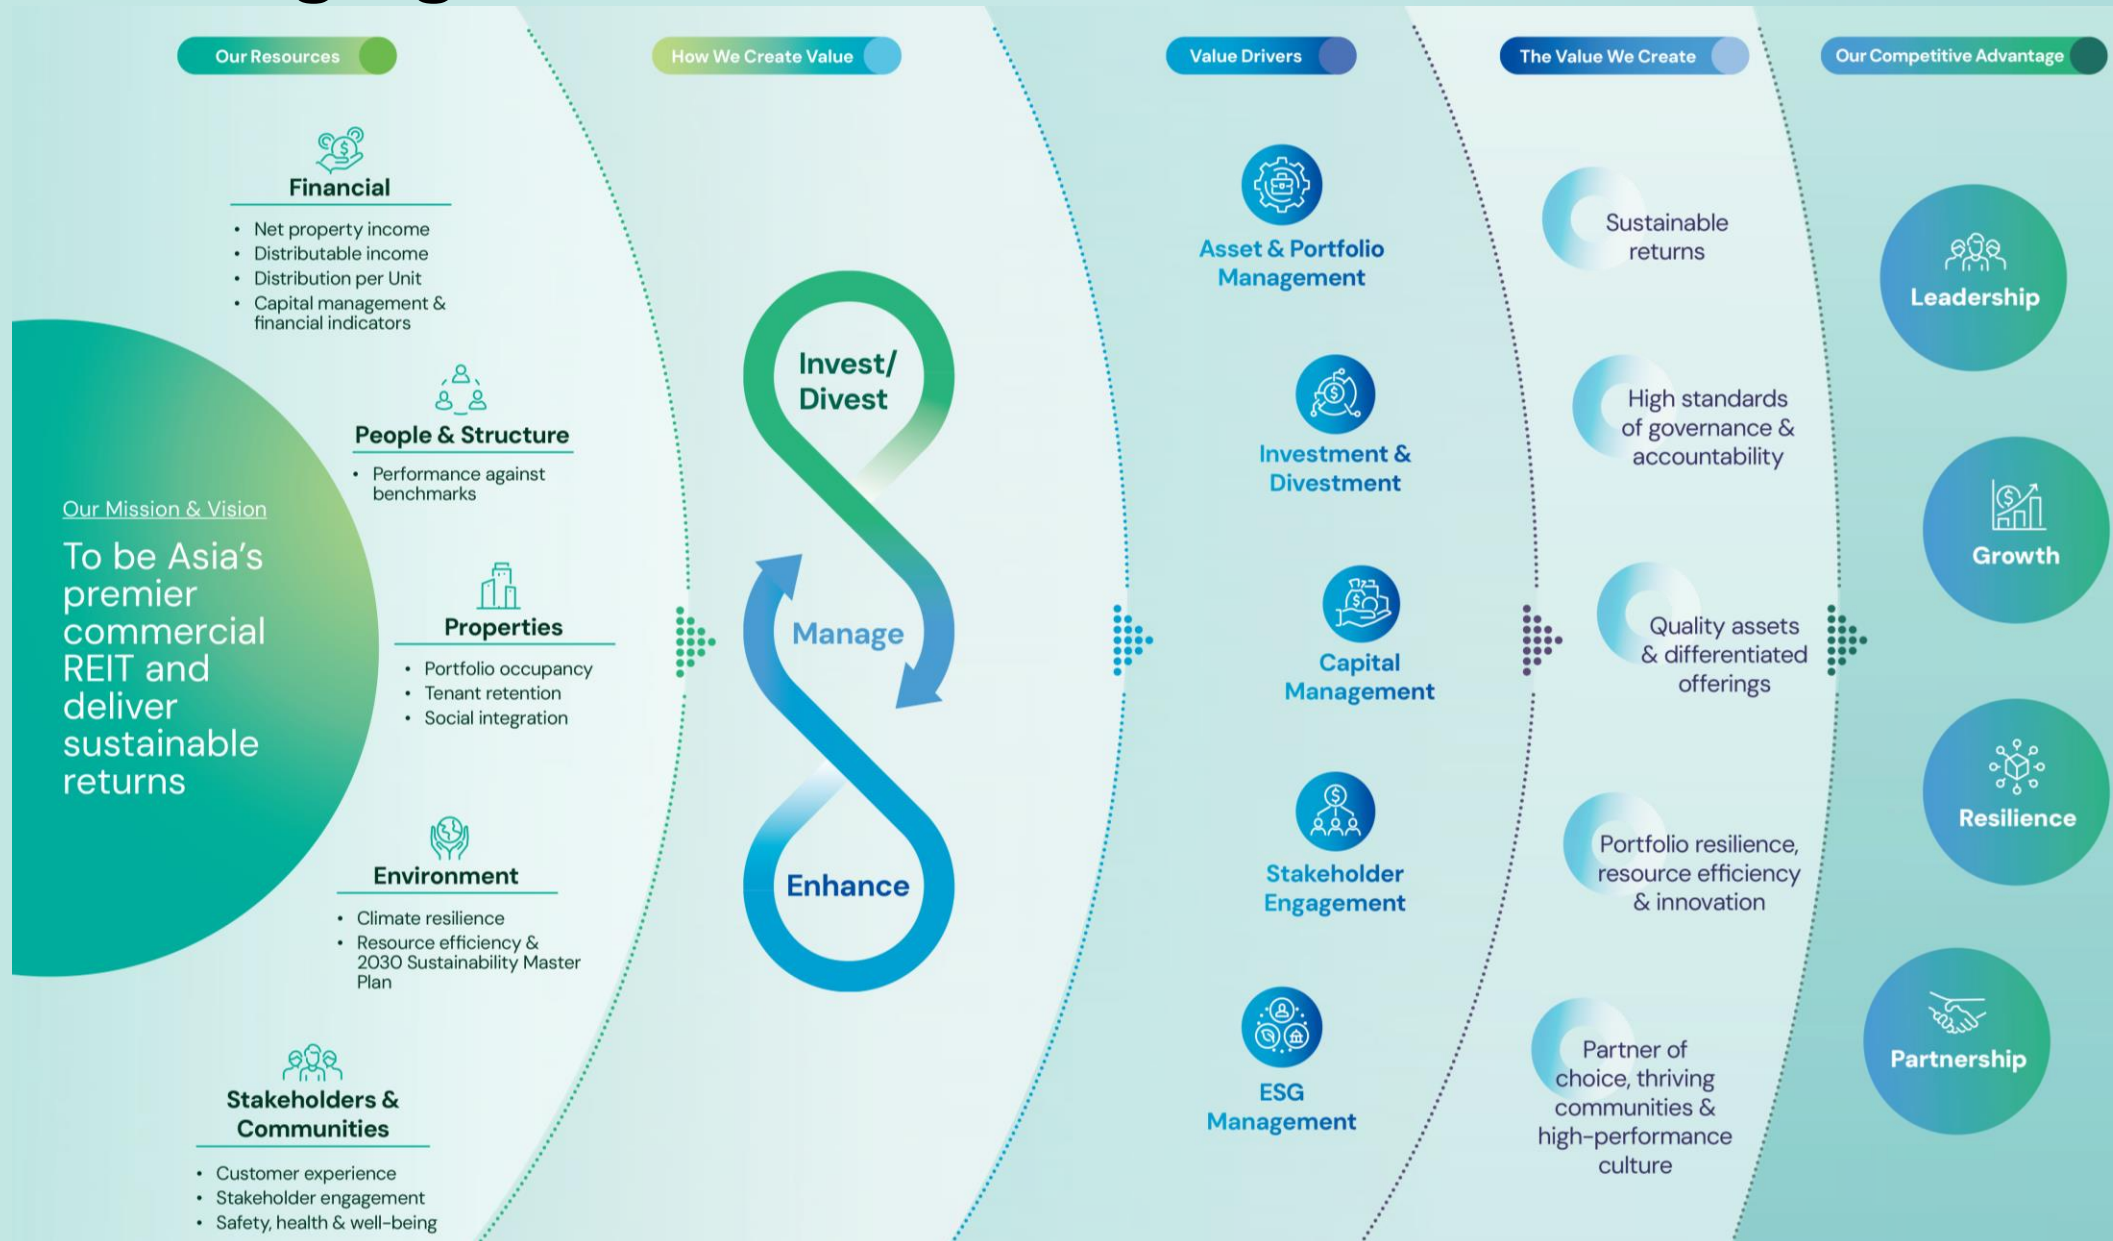 Our Resources
How We Create Value
Value Drivers
The Value We Create
Our Competitive Advantage
Our Mission & Vision
To be Asia's
premier
commercial
REIT and
deliver
sustainable
returns
Financial
• Net property income
• Distributable income
• Distribution per Unit
• Capital management &
financial indicators
People & Structure
• Performance against
benchmarks
Properties
• Portfolio occupancy
• Tenant retention
• Social integration
Environment
• Climate resilience
• Resource efficiency &
2030 Sustainability Master
Plan
Stakeholders &
Communities
• Customer experience
• Stakeholder engagement
• Safety, health & well-being
Invest/
Divest
Manage
Enhance
Asset & Portfolio
Management
Investment &
Divestment
Capital
Management
Stakeholder
Engagement
ESG
Management
Sustainable
returns
High standards
of governance &
accountability
Quality assets
& differentiated
offerings
Portfolio resilience,
resource efficiency
& innovation
Partner of
choice, thriving
communities &
high-performance
culture
Leadership
Growth
Resilience
Partnership